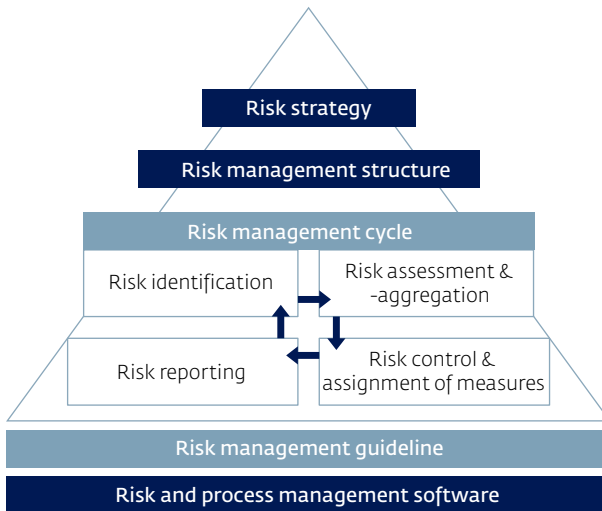 Risk strategy
Risk management structure
Risk management cycle
Risk identification
Risk assessment &
-aggregation
Risk reporting
Risk control &
assignment of measures
Risk management guideline
Risk and process management software